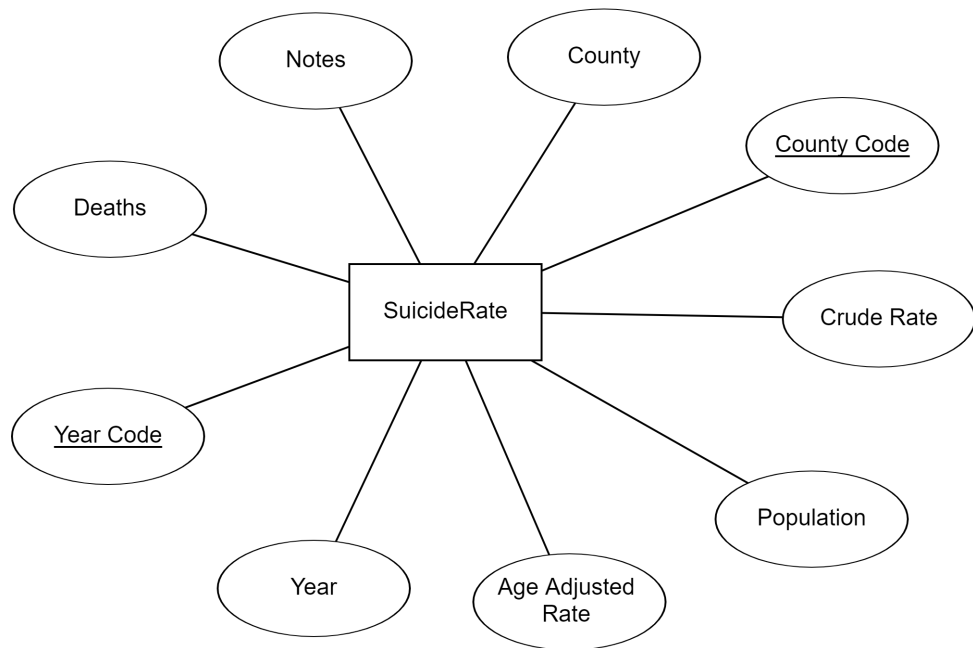 Notes
County
County Code
Deaths
SuicideRate
Crude Rate
Year Code
Population
Year
Age Adjusted
Rate